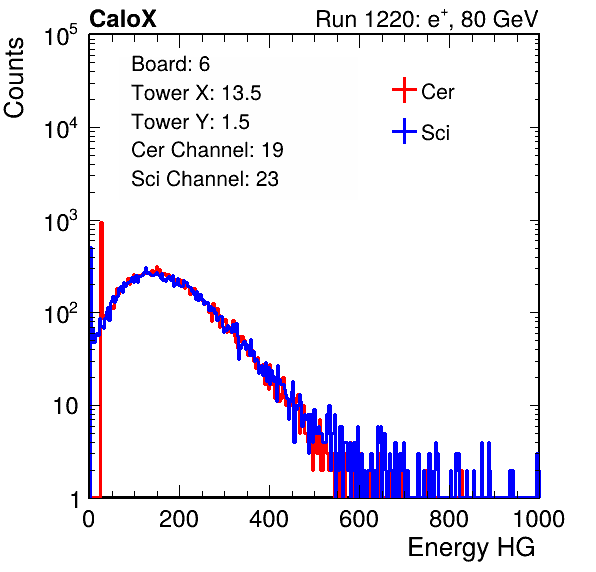 CaloX Run 1220: e⁺, 80 GeV
Counts
Board: 6
Tower X: 13.5
Tower Y: 1.5
Cer Channel: 19
Sci Channel: 23
Cer
Sci
10⁵
10⁴
10³
10²
10
1
0 200 400 600 800 1000
Energy HG